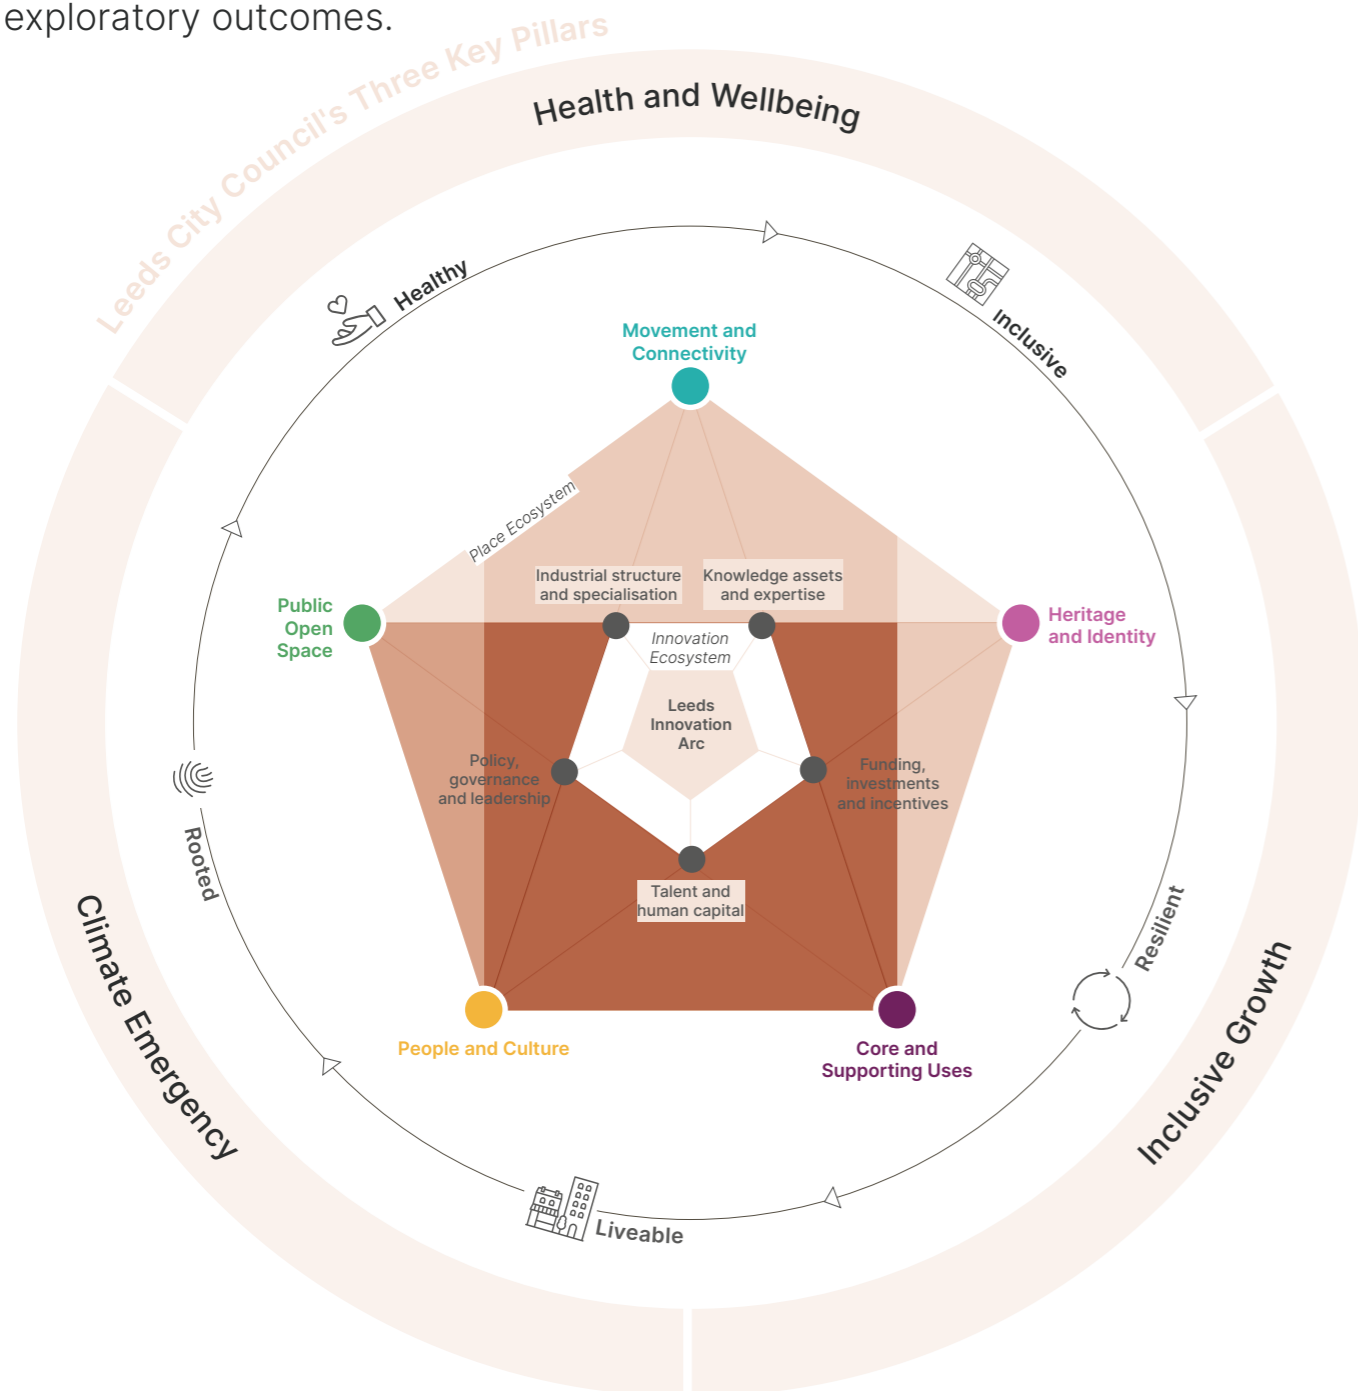 exploratory outcomes.
Leeds City Council's Three Key Pillars
Health and Wellbeing
Healthy
Inclusive
Movement and
Connectivity
Place Ecosystem
Industrial structure
and specialisation
Knowledge assets
and expertise
Public
Open
Space
Heritage
and Identity
Innovation
Ecosystem
Leeds
Innovation
Arc
Policy,
governance
and leadership
Funding,
investments
and incentives
Rooted
Talent and
human capital
Resilient
Climate Emergency
Inclusive Growth
People and Culture
Core and
Supporting Uses
Liveable